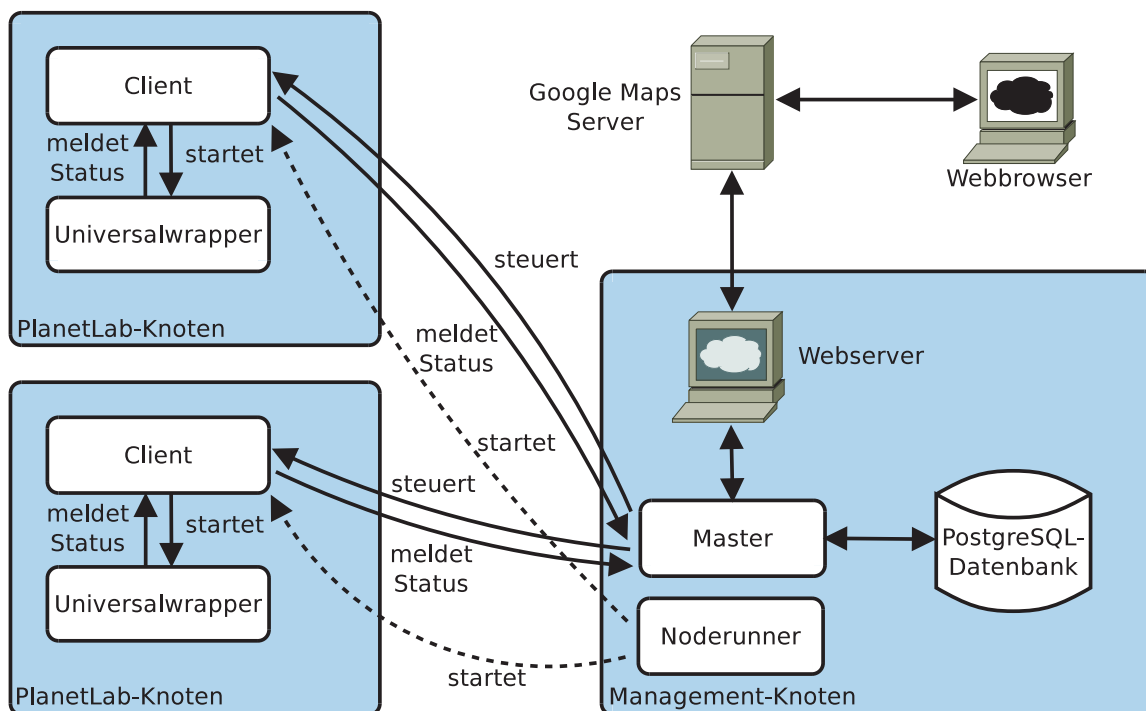 Client
meldet
Status
startet
Universalwrapper
PlanetLab-Knoten
Google Maps
Server
Webbrowser
steuert
meldet
Status
startet
Webserver
Client
meldet
Status
startet
Universalwrapper
PlanetLab-Knoten
steuert
meldet
Status
startet
Master
PostgreSQL-
Datenbank
Noderunner
Management-Knoten